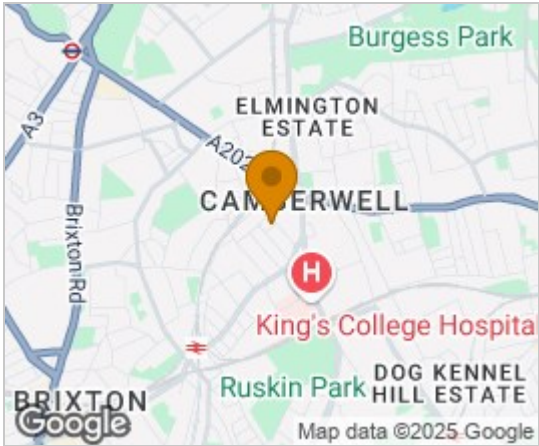 Burgess Park
ELMINGTON
ESTATE
A3
A202
CAMBERWELL
Brixton Rd
H
King's College Hospital
Ruskin Park
DOG KENNEL
HILL ESTATE
BRIXTON
Google
Map data ©2025 Google